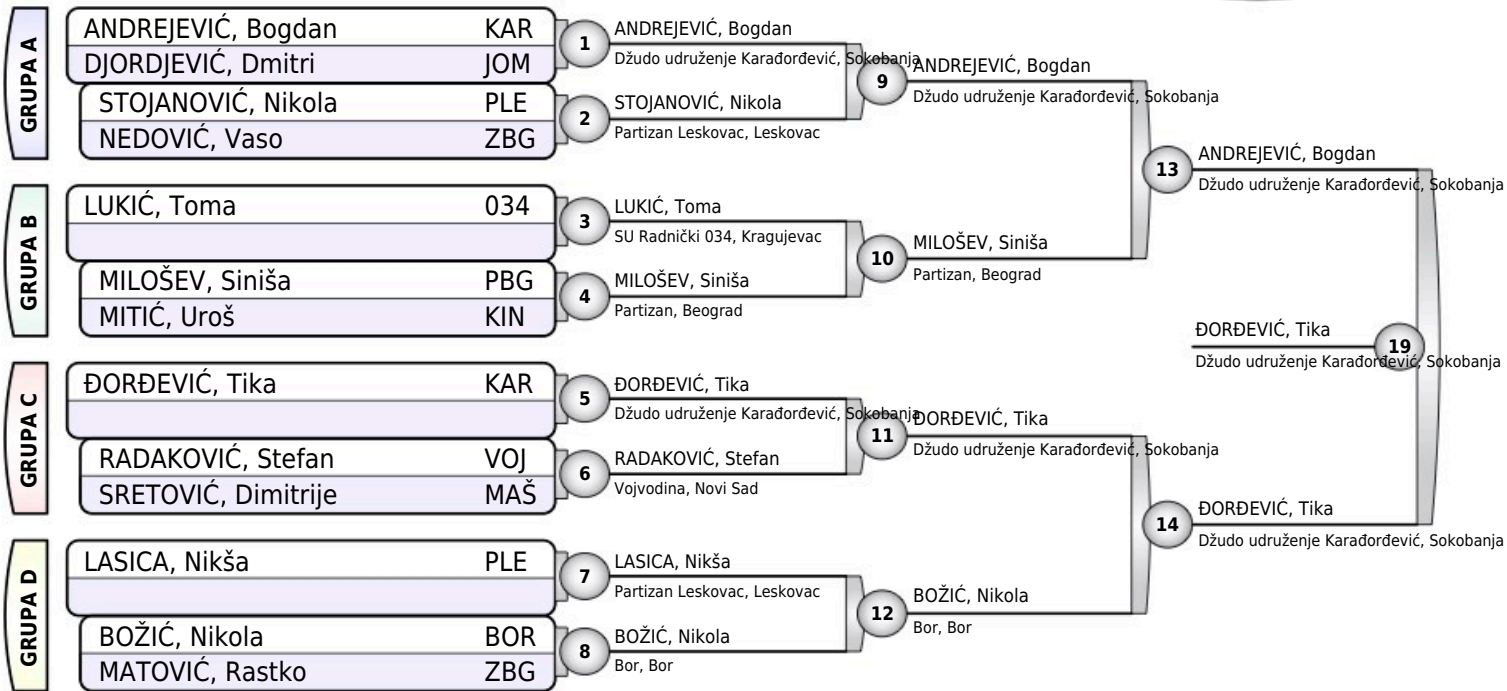 GRUPA A
ANDREJEVIĆ, Bogdan KAR
DJORDJEVIĆ, Dmitri JOM
STOJANOVIĆ, Nikola PLE
NEDOVIĆ, Vaso ZBG
GRUPA B
LUKIĆ, Toma 034
MILOŠEV, Siniša PBG
MITIĆ, Uroš KIN
GRUPA C
ĐORĐEVIĆ, Tika KAR
RADAKOVIĆ, Stefan VOJ
SRETOVIĆ, Dimitrije MAŠ
GRUPA D
LASICA, Nikša PLE
BOŽIĆ, Nikola BOR
MATOVIĆ, Rastko ZBG
1
ANDREJEVIĆ, Bogdan
Džudo udruženje Karađorđević, Sokobanja
2
STOJANOVIĆ, Nikola
Partizan Leskovac, Leskovac
3
LUKIĆ, Toma
SU Radnički 034, Kragujevac
4
MILOŠEV, Siniša
Partizan, Beograd
5
ĐORĐEVIĆ, Tika
Džudo udruženje Karađorđević, Sokobanja
6
RADAKOVIĆ, Stefan
Vojvodina, Novi Sad
7
LASICA, Nikša
Partizan Leskovac, Leskovac
8
BOŽIĆ, Nikola
Bor, Bor
9
ANDREJEVIĆ, Bogdan
Džudo udruženje Karađorđević, Sokobanja
10
MILOŠEV, Siniša
Partizan, Beograd
11
ĐORĐEVIĆ, Tika
Džudo udruženje Karađorđević, Sokobanja
12
BOŽIĆ, Nikola
Bor, Bor
13
ANDREJEVIĆ, Bogdan
Džudo udruženje Karađorđević, Sokobanja
14
ĐORĐEVIĆ, Tika
Džudo udruženje Karađorđević, Sokobanja
19
ĐORĐEVIĆ, Tika
Džudo udruženje Karađorđević, Sokobanja